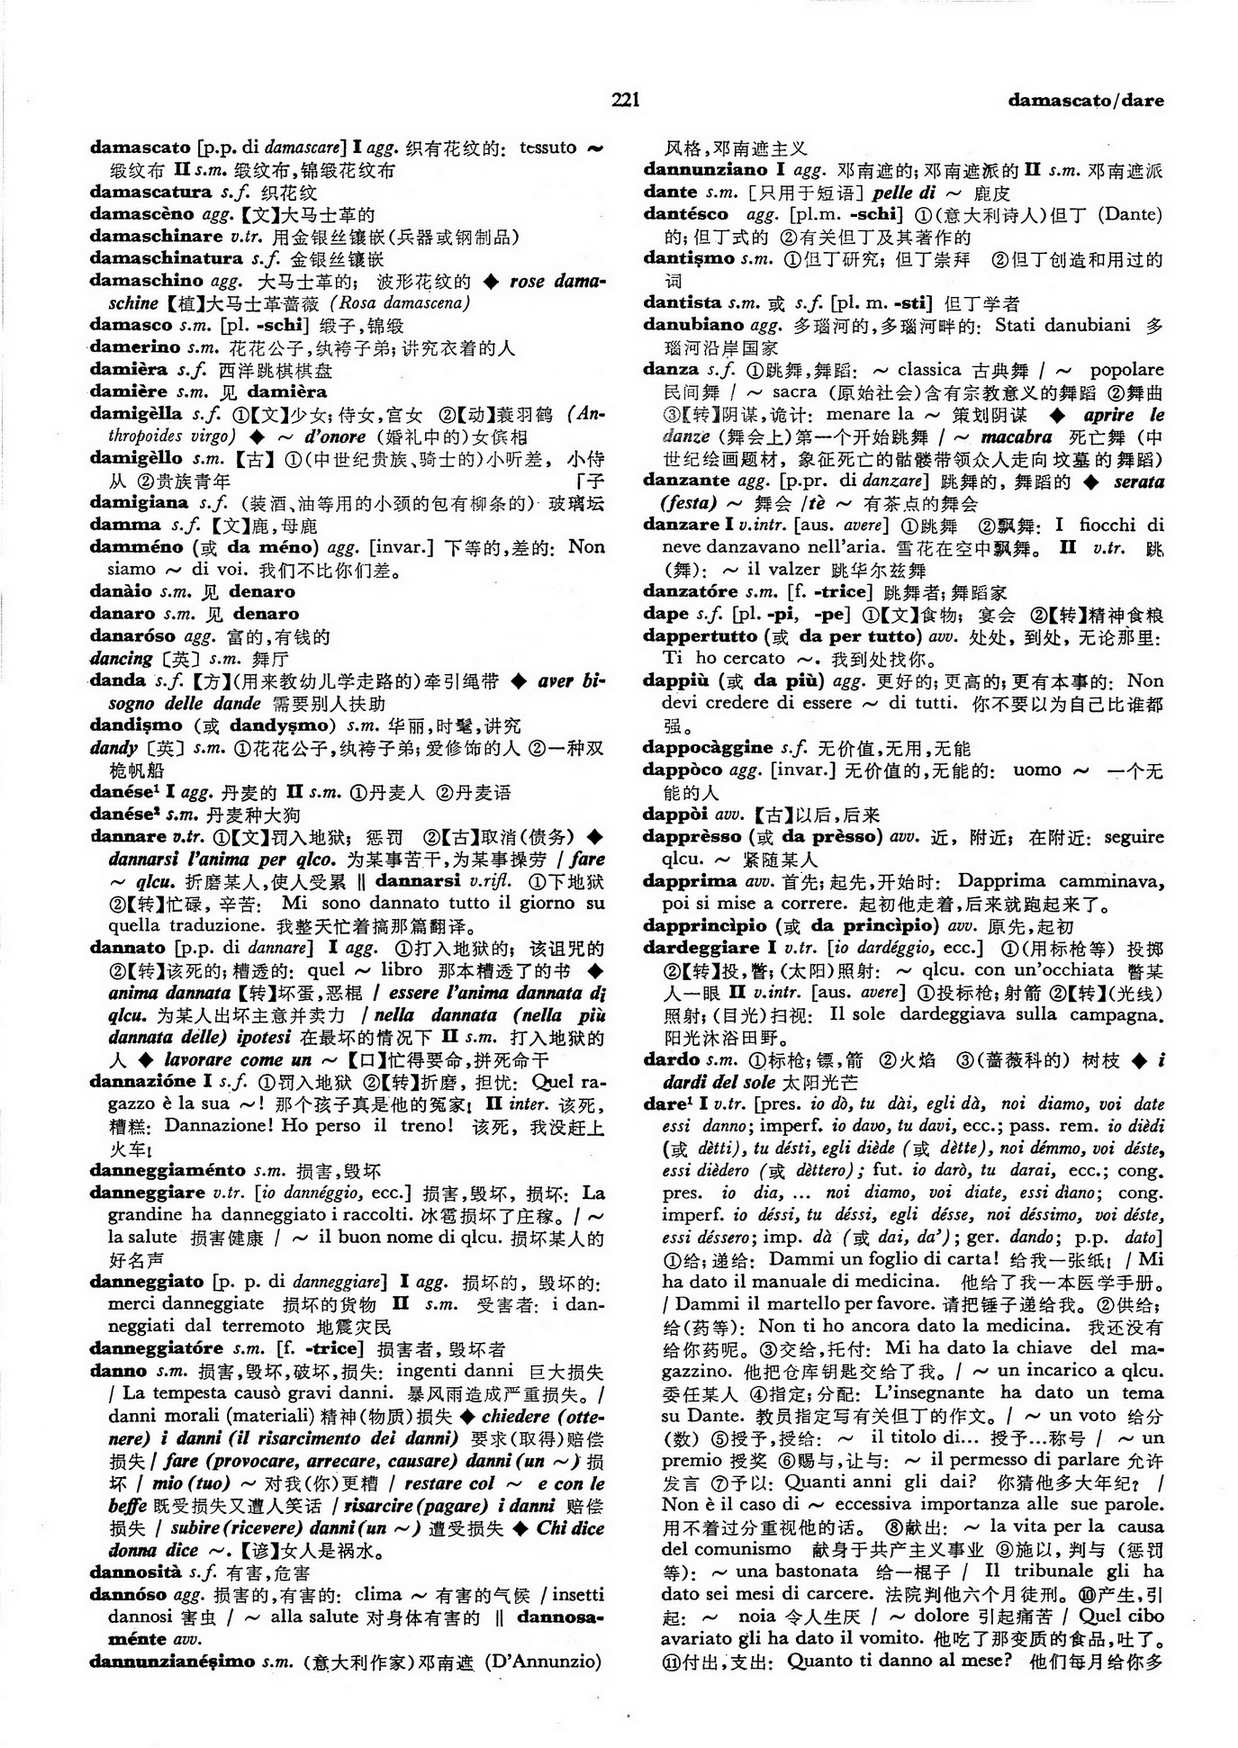 221
damascato/dare
damascato [p.p. di damascare] I agg. 织有花纹的: tessuto ~
缎纹布 II s.m. 缎纹布,锦缎花纹布
damascatura s.f. 织花纹
damascèno agg.【文】大马士革的
damaschinare v.tr. 用金银丝镶嵌(兵器或钢制品)
damaschinatura s.f. 金银丝镶嵌
damaschino agg. 大马士革的; 波形花纹的 ◆ rose dama-
schine【植】大马士革蔷薇 (Rosa damascena)
damasco s.m. [pl. -schi] 缎子,锦缎
damerino s.m. 花花公子,纨袴子弟;讲究衣着的人
damièra s.f. 西洋跳棋棋盘
damière s.m. 见 damièra
damigèlla s.f. ①【文】少女;侍女,宫女 ②【动】蓑羽鹤 (An-
thropoides virgo) ◆ ~ d'onore (婚礼中的)女傧相
damigèllo s.m.【古】①(中世纪贵族、骑士的)小听差, 小侍
从 ②贵族青年 「子
damigiana s.f. (装酒、油等用的小颈的包有柳条的) 玻璃坛
damma s.f.【文】鹿,母鹿
damméno (或 da méno) agg. [invar.] 下等的,差的: Non
siamo ~ di voi. 我们不比你们差。
danàio s.m. 见 denaro
danaro s.m. 见 denaro
danaróso agg. 富的,有钱的
dancing〔英〕s.m. 舞厅
danda s.f.【方】(用来教幼儿学走路的)牵引绳带 ◆ aver bi-
sogno delle dande 需要别人扶助
dandiṣmo (或 dandyṣmo) s.m. 华丽,时髦,讲究
dandy〔英〕s.m. ①花花公子,纨袴子弟;爱修饰的人 ②一种双
桅帆船
danése¹ I agg. 丹麦的 II s.m. ①丹麦人 ②丹麦语
danése² s.m. 丹麦种大狗
dannare v.tr. ①【文】罚入地狱; 惩罚 ②【古】取消(债务) ◆
dannarsi l'anima per qlco. 为某事苦干,为某事操劳 / fare
~ qlcu. 折磨某人,使人受累 ‖ dannarsi v.rifl. ①下地狱
②【转】忙碌, 辛苦: Mi sono dannato tutto il giorno su
quella traduzione. 我整天忙着搞那篇翻译。
dannato [p.p. di dannare] I agg. ①打入地狱的; 该诅咒的
②【转】该死的;糟透的: quel ~ libro 那本糟透了的书 ◆
anima dannata【转】坏蛋,恶棍 / essere l'anima dannata di
qlcu. 为某人出坏主意并卖力 / nella dannata (nella più
dannata delle) ipotesi 在最坏的情况下 II s.m. 打入地狱的
人 ◆ lavorare come un ~【口】忙得要命,拼死命干
dannazióne I s.f. ①罚入地狱 ②【转】折磨, 担忧: Quel ra-
gazzo è la sua ~! 那个孩子真是他的冤家! II inter. 该死,
糟糕: Dannazione! Ho perso il treno! 该死, 我没赶上
火车!
danneggiaménto s.m. 损害,毁坏
danneggiare v.tr. [io dannéggio, ecc.] 损害,毁坏, 损坏: La
grandine ha danneggiato i raccolti. 冰雹损坏了庄稼。/ ~
la salute 损害健康 / ~ il buon nome di qlcu. 损坏某人的
好名声
danneggiato [p. p. di danneggiare] I agg. 损坏的, 毁坏的:
merci danneggiate 损坏的货物 II s.m. 受害者: i dan-
neggiati dal terremoto 地震灾民
danneggiatóre s.m. [f. -trice] 损害者, 毁坏者
danno s.m. 损害,毁坏,破坏,损失: ingenti danni 巨大损失
/ La tempesta causò gravi danni. 暴风雨造成严重损失。/
danni morali (materiali) 精神(物质)损失 ◆ chiedere (otte-
nere) i danni (il risarcimento dei danni) 要求(取得)赔偿
损失 / fare (provocare, arrecare, causare) danni (un ~) 损
坏 / mio (tuo) ~ 对我(你)更糟 / restare col ~ e con le
beffe 既受损失又遭人笑话 / risarcire (pagare) i danni 赔偿
损失 / subire (ricevere) danni (un ~) 遭受损失 ◆ Chi dice
donna dice ~.【谚】女人是祸水。
dannosità s.f. 有害,危害
dannóso agg. 损害的,有害的: clima ~ 有害的气候 / insetti
dannosi 害虫 / ~ alla salute 对身体有害的 ‖ dannosa-
ménte avv.
dannunzianéṣimo s.m. (意大利作家)邓南遮 (D'Annunzio)
风格,邓南遮主义
dannunziano I agg. 邓南遮的;邓南遮派的 II s.m. 邓南遮派
dante s.m. [只用于短语] pelle di ~ 鹿皮
dantésco agg. [pl.m. -schi] ①(意大利诗人)但丁 (Dante)
的;但丁式的 ②有关但丁及其著作的
dantiṣmo s.m. ①但丁研究; 但丁崇拜 ②但丁创造和用过的
词
dantista s.m. 或 s.f. [pl. m. -sti] 但丁学者
danubiano agg. 多瑙河的,多瑙河畔的: Stati danubiani 多
瑙河沿岸国家
danza s.f. ①跳舞,舞蹈: ~ classica 古典舞 / ~ popolare
民间舞 / ~ sacra (原始社会)含有宗教意义的舞蹈 ②舞曲
③【转】阴谋,诡计: menare la ~ 策划阴谋 ◆ aprire le
danze (舞会上)第一个开始跳舞 / ~ macabra 死亡舞 (中
世纪绘画题材, 象征死亡的骷髅带领众人走向坟墓的舞蹈)
danzante agg. [p.pr. di danzare] 跳舞的, 舞蹈的 ◆ serata
(festa) ~ 舞会 /tè ~ 有茶点的舞会
danzare I v.intr. [aus. avere] ①跳舞 ②飘舞: I fiocchi di
neve danzavano nell'aria. 雪花在空中飘舞。 II v.tr. 跳
(舞): ~ il valzer 跳华尔兹舞
danzatóre s.m. [f. -trice] 跳舞者;舞蹈家
dape s.f. [pl. -pi, -pe] ①【文】食物; 宴会 ②【转】精神食粮
dappertutto (或 da per tutto) avv. 处处, 到处, 无论那里:
Ti ho cercato ~. 我到处找你。
dappiù (或 da più) agg. 更好的;更高的;更有本事的: Non
devi credere di essere ~ di tutti. 你不要以为自己比谁都
强。
dappocàggine s.f. 无价值,无用,无能
dappòco agg. [invar.] 无价值的,无能的: uomo ~ 一个无
能的人
dappòi avv.【古】以后,后来
dapprèsso (或 da prèsso) avv. 近, 附近; 在附近: seguire
qlcu. ~ 紧随某人
dapprima avv. 首先;起先,开始时: Dapprima camminava,
poi si mise a correre. 起初他走着,后来就跑起来了。
dapprincìpio (或 da princìpio) avv. 原先,起初
dardeggiare I v.tr. [io dardéggio, ecc.] ①(用标枪等) 投掷
②【转】投,瞥;(太阳)照射: ~ qlcu. con un'occhiata 瞥某
人一眼 II v.intr. [aus. avere] ①投标枪;射箭 ②【转】(光线)
照射;(目光)扫视: Il sole dardeggiava sulla campagna.
阳光沐浴田野。
dardo s.m. ①标枪;镖,箭 ②火焰 ③(蔷薇科的) 树枝 ◆ i
dardi del sole 太阳光芒
dare¹ I v.tr. [pres. io dò, tu dài, egli dà, noi diamo, voi date
essi danno; imperf. io davo, tu davi, ecc.; pass. rem. io dièdi
(或 dètti), tu désti, egli diède (或 dètte), noi démmo, voi déste,
essi dièdero (或 dèttero); fut. io darò, tu darai, ecc.; cong.
pres. io dia, ... noi diamo, voi diate, essi dìano; cong.
imperf. io déssi, tu déssi, egli désse, noi déssimo, voi déste,
essi déssero; imp. dà (或 dai, da'); ger. dando; p.p. dato]
①给;递给: Dammi un foglio di carta! 给我一张纸! / Mi
ha dato il manuale di medicina. 他给了我一本医学手册。
/ Dammi il martello per favore. 请把锤子递给我。②供给;
给(药等): Non ti ho ancora dato la medicina. 我还没有
给你药呢。③交给,托付: Mi ha dato la chiave del ma-
gazzino. 他把仓库钥匙交给了我。/ ~ un incarico a qlcu.
委任某人 ④指定;分配: L'insegnante ha dato un tema
su Dante. 教员指定写有关但丁的作文。/ ~ un voto 给分
(数) ⑤授予,授给: ~ il titolo di... 授予…称号 / ~ un
premio 授奖 ⑥赐与,让与: ~ il permesso di parlare 允许
发言 ⑦予以: Quanti anni gli dai? 你猜他多大年纪? /
Non è il caso di ~ eccessiva importanza alle sue parole.
用不着过分重视他的话。 ⑧献出: ~ la vita per la causa
del comunismo 献身于共产主义事业 ⑨施以, 判与 (惩罚
等): ~ una bastonata 给一棍子 / Il tribunale gli ha
dato sei mesi di carcere. 法院判他六个月徒刑。⑩产生,引
起: ~ noia 令人生厌 / ~ dolore 引起痛苦 / Quel cibo
avariato gli ha dato il vomito. 他吃了那变质的食品,吐了。
⑪付出,支出: Quanto ti danno al mese? 他们每月给你多